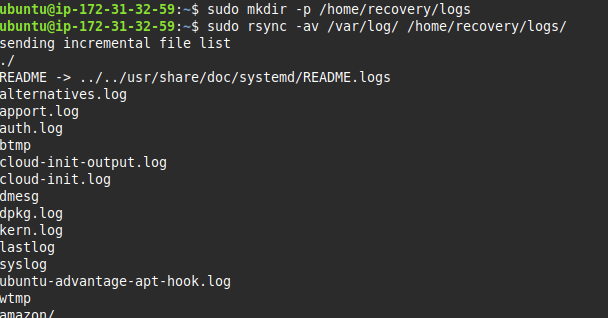 ubuntu@ip-172-31-32-59:~$ sudo mkdir -p /home/recovery/logs
ubuntu@ip-172-31-32-59:~$ sudo rsync -av /var/log/ /home/recovery/logs/
sending incremental file list
./
README -> ../../usr/share/doc/systemd/README.logs
alternatives.log
apport.log
auth.log
btmp
cloud-init-output.log
cloud-init.log
dmesg
dpkg.log
kern.log
lastlog
syslog
ubuntu-advantage-apt-hook.log
wtmp
amazon/